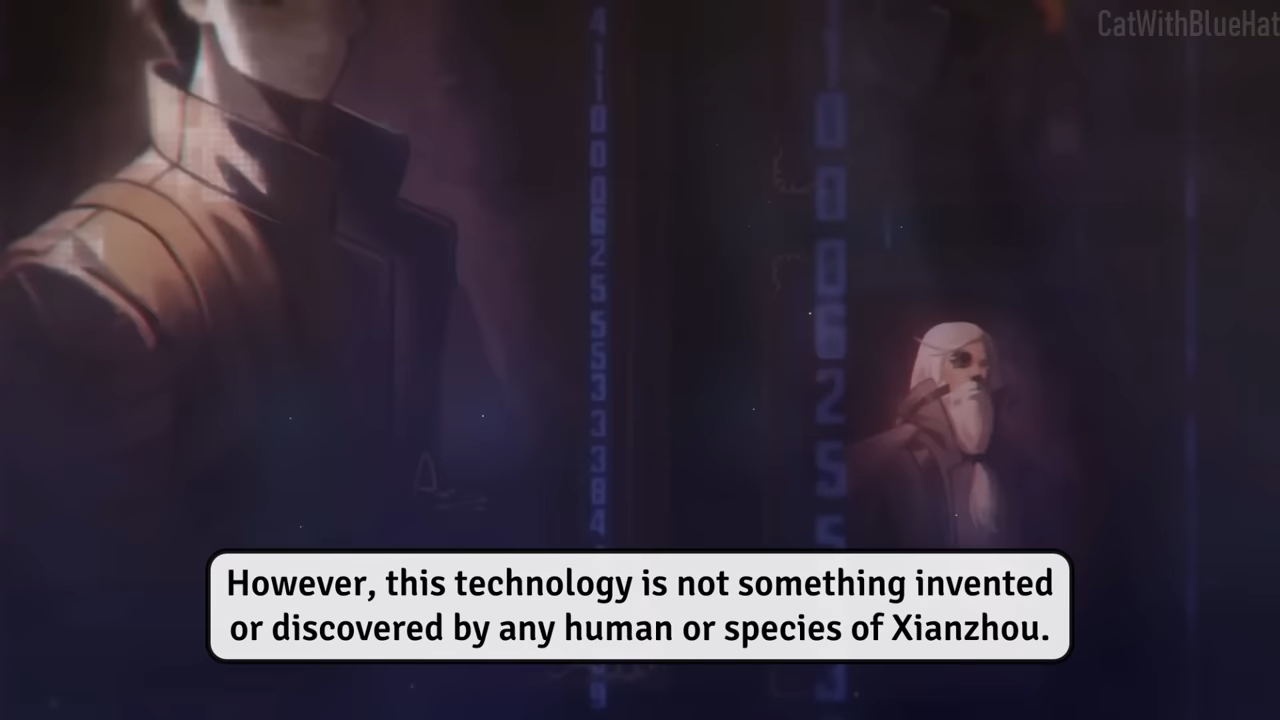 CatWithBlueHat
However, this technology is not something invented
or discovered by any human or species of Xianzhou.